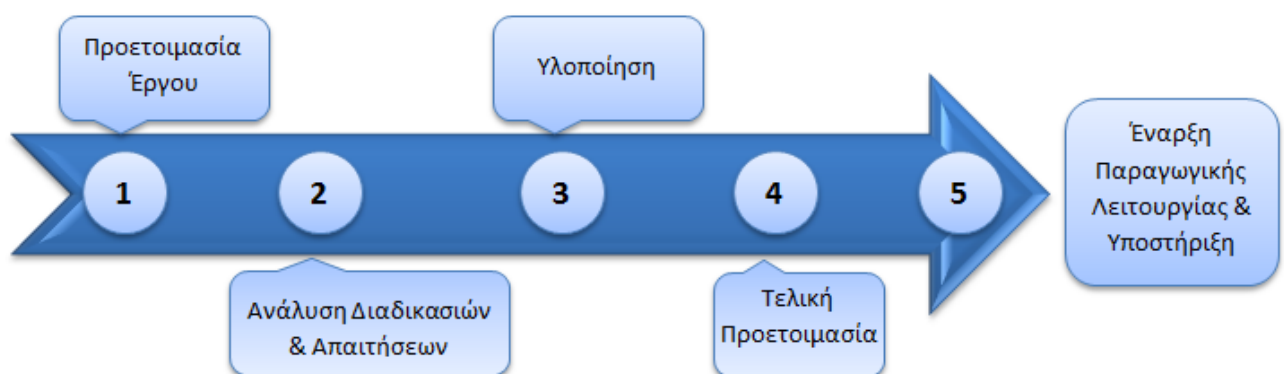 Προετοιμασία
Έργου
Υλοποίηση
1
2
3
4
5
Έναρξη
Παραγωγικής
Λειτουργίας &
Υποστήριξη
Ανάλυση Διαδικασιών
& Απαιτήσεων
Τελική
Προετοιμασία